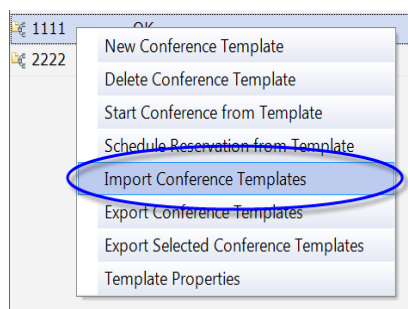 1111 OK
2222
New Conference Template
Delete Conference Template
Start Conference from Template
Schedule Reservation from Template
Import Conference Templates
Export Conference Templates
Export Selected Conference Templates
Template Properties